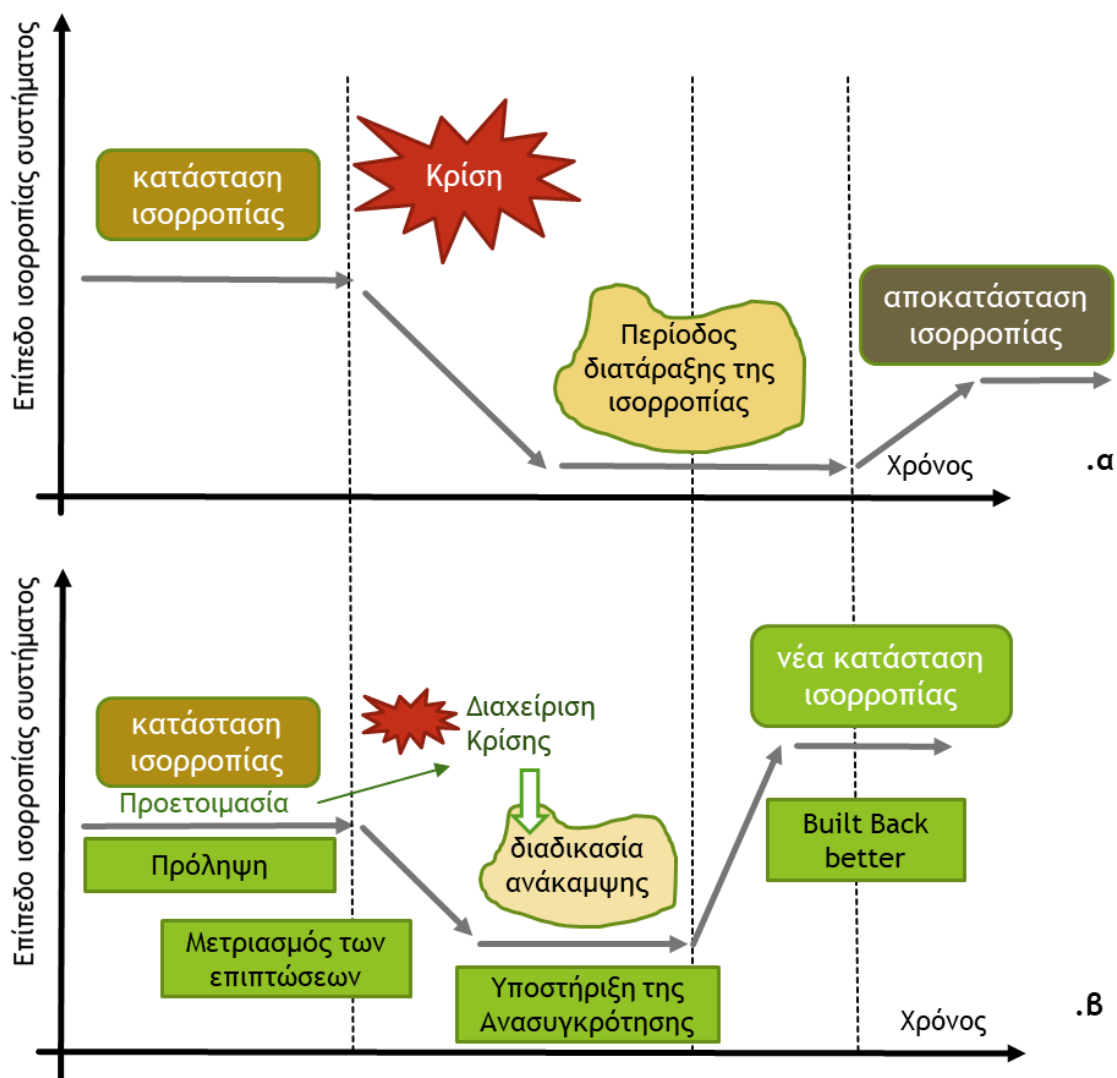 Επίπεδο ισορροπίας συστήματος
κατάσταση
ισορροπίας
Κρίση
Περίοδος
διατάραξης της
ισορροπίας
αποκατάσταση
ισορροπίας
Χρόνος
.α
Επίπεδο ισορροπίας συστήματος
κατάσταση
ισορροπίας
Προετοιμασία
Πρόληψη
Μετριασμός των
επιπτώσεων
Διαχείριση
Κρίσης
διαδικασία
ανάκαμψης
Υποστήριξη της
Ανασυγκρότησης
νέα κατάσταση
ισορροπίας
Built Back
better
Χρόνος
.β